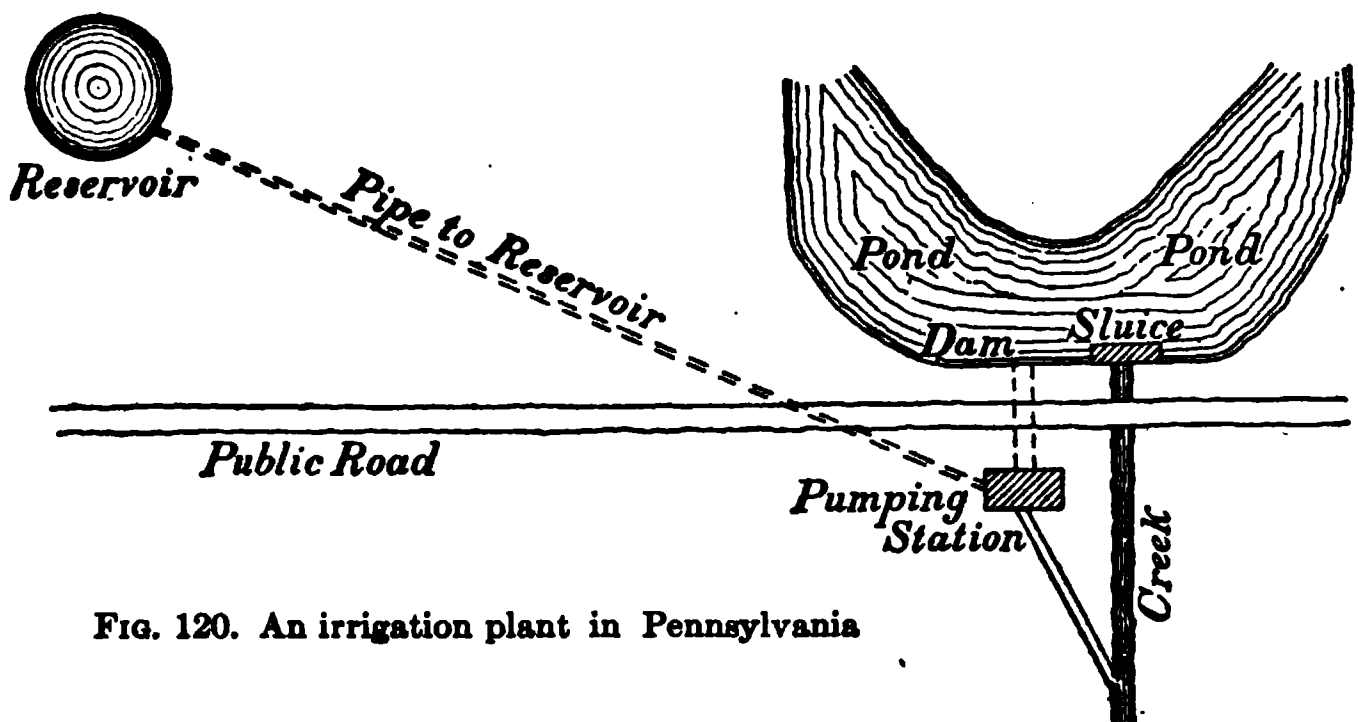 Reservoir
Pipe to Reservoir
Pond
Pond
Dam
Sluice
Public Road
Pumping
Station
Creek
FIG. 120. An irrigation plant in Pennsylvania